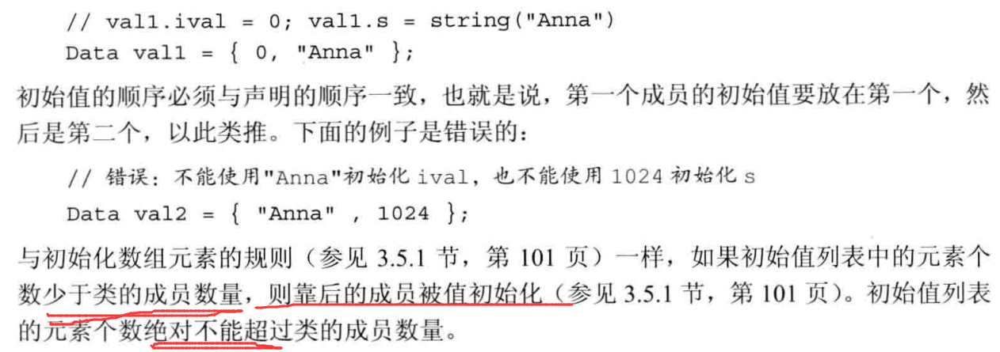 // val1.ival = 0; val1.s = string("Anna")
Data val1 = { 0, "Anna" };
初始值的顺序必须与声明的顺序一致，也就是说，第一个成员的初始值要放在第一个，然
后是第二个，以此类推。下面的例子是错误的：
// 错误：不能使用"Anna"初始化 ival，也不能使用 1024 初始化 s
Data val2 = { "Anna" , 1024 };
与初始化数组元素的规则（参见 3.5.1 节，第 101 页）一样，如果初始值列表中的元素个
数少于类的成员数量，则靠后的成员被值初始化（参见 3.5.1 节，第 101 页）。初始值列表
的元素个数绝对不能超过类的成员数量。